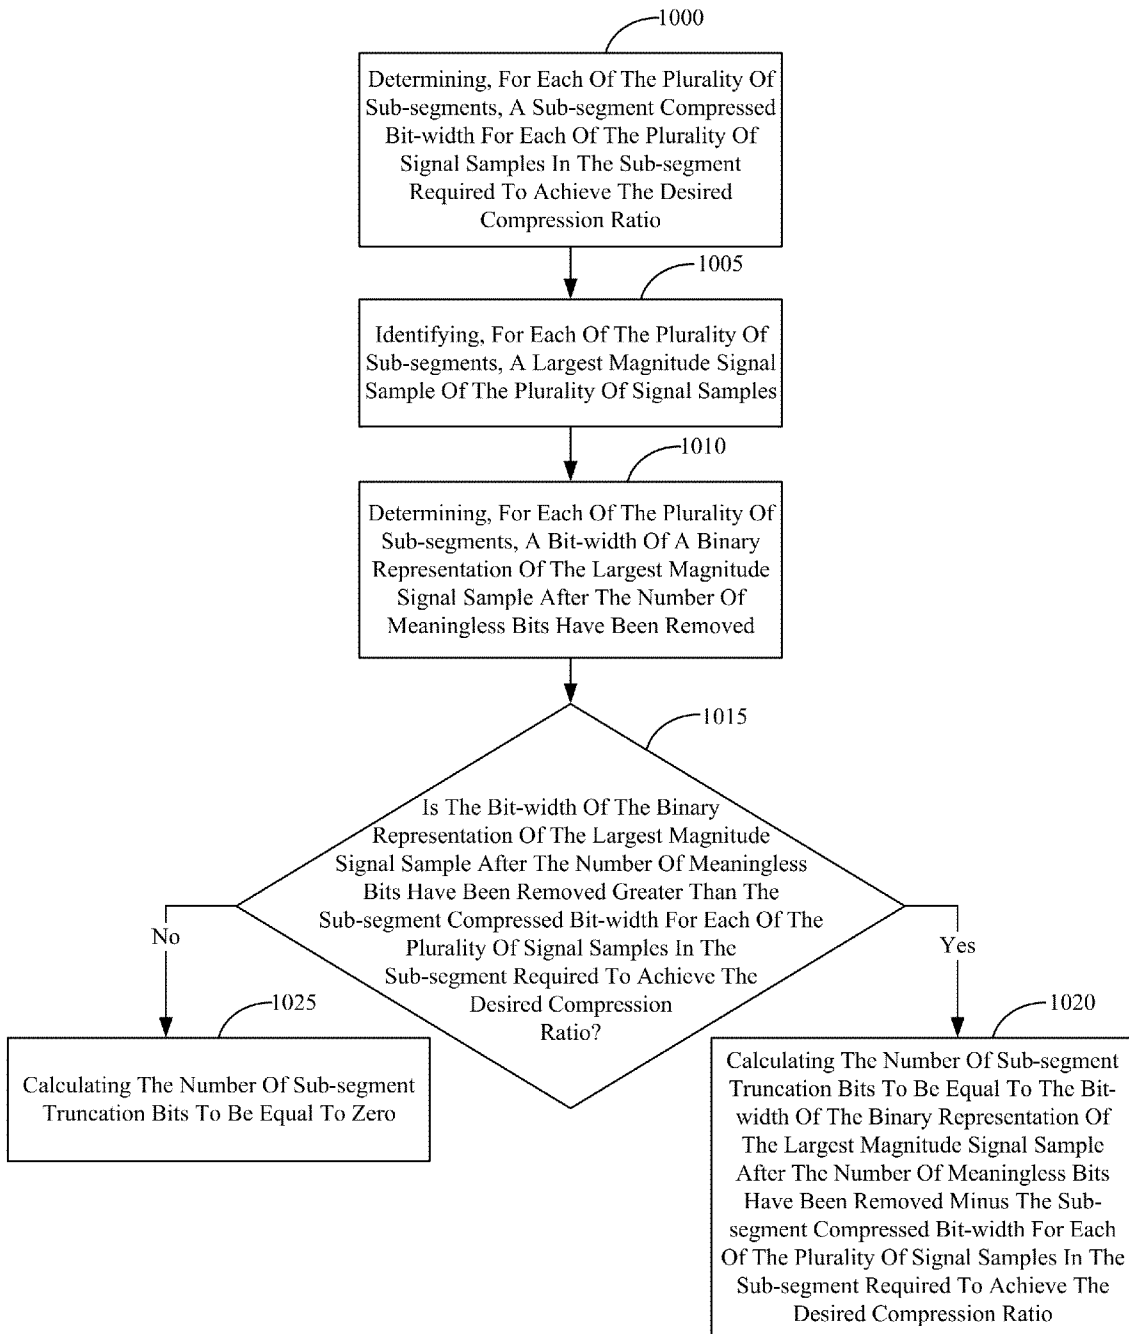 1000
Determining, For Each Of The Plurality Of
Sub-segments, A Sub-segment Compressed
Bit-width For Each Of The Plurality Of
Signal Samples In The Sub-segment
Required To Achieve The Desired
Compression Ratio
1005
Identifying, For Each Of The Plurality Of
Sub-segments, A Largest Magnitude Signal
Sample Of The Plurality Of Signal Samples
1010
Determining, For Each Of The Plurality Of
Sub-segments, A Bit-width Of A Binary
Representation Of The Largest Magnitude
Signal Sample After The Number Of
Meaningless Bits Have Been Removed
1015
Is The Bit-width Of The Binary
Representation Of The Largest Magnitude
Signal Sample After The Number Of Meaningless
Bits Have Been Removed Greater Than The
Sub-segment Compressed Bit-width For Each Of The
Plurality Of Signal Samples In The
Sub-segment Required To Achieve The
Desired Compression
Ratio?
No
Yes
1025
Calculating The Number Of Sub-segment
Truncation Bits To Be Equal To Zero
1020
Calculating The Number Of Sub-segment
Truncation Bits To Be Equal To The Bit-
width Of The Binary Representation Of
The Largest Magnitude Signal Sample
After The Number Of Meaningless Bits
Have Been Removed Minus The Sub-
segment Compressed Bit-width For Each
Of The Plurality Of Signal Samples In The
Sub-segment Required To Achieve The
Desired Compression Ratio